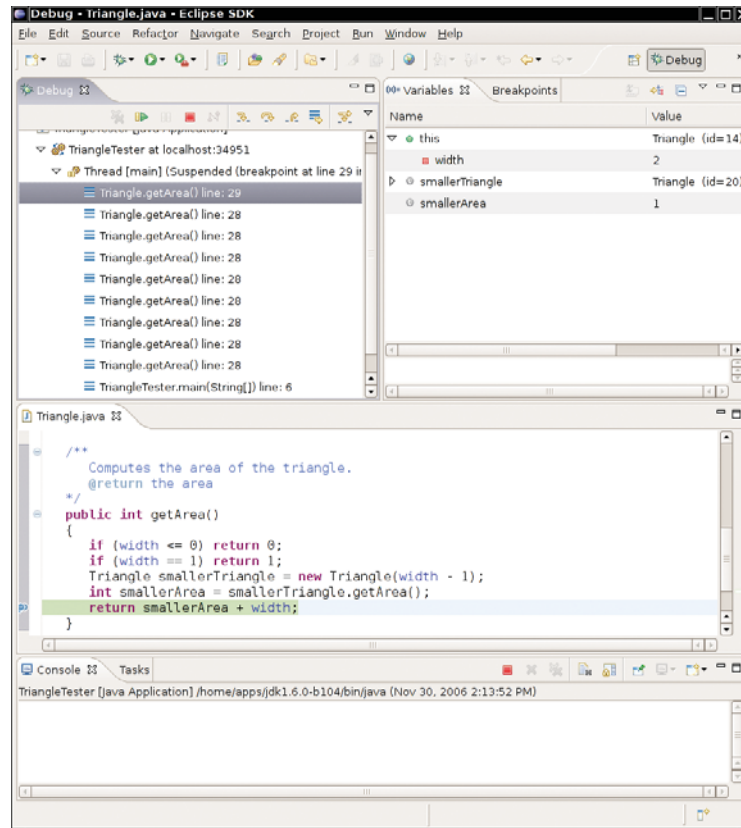 Debug - Triangle.java - Eclipse SDK
File Edit Source Refactor Navigate Search Project Run Window Help
Debug
Debug
Variables Breakpoints
TriangleTester [Java Application]
TriangleTester at localhost:34951
Thread [main] (Suspended (breakpoint at line 29 in
Triangle.getArea() line: 29
Triangle.getArea() line: 28
Triangle.getArea() line: 28
Triangle.getArea() line: 28
Triangle.getArea() line: 28
Triangle.getArea() line: 28
Triangle.getArea() line: 28
Triangle.getArea() line: 28
Triangle.getArea() line: 28
TriangleTester.main(String[]) line: 6
Name Value
this Triangle (id=14)
width 2
smallerTriangle Triangle (id=20)
smallerArea 1
Triangle.java
/**
Computes the area of the triangle.
@return the area
*/
public int getArea()
{
if (width <= 0) return 0;
if (width == 1) return 1;
Triangle smallerTriangle = new Triangle(width - 1);
int smallerArea = smallerTriangle.getArea();
return smallerArea + width;
}
Console Tasks
TriangleTester [Java Application] /home/apps/jdk1.6.0-b104/bin/java (Nov 30, 2006 2:13:52 PM)